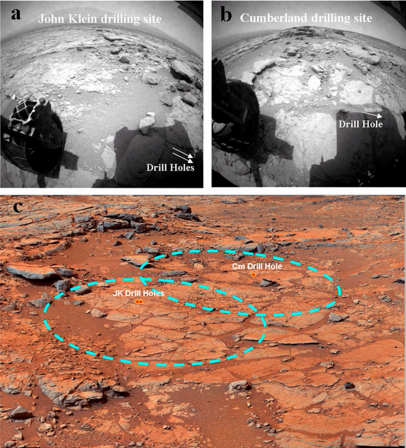 a
John Klein drilling site
Drill Holes
b
Cumberland drilling site
Drill Hole
c
Cm Drill Hole
JK Drill Holes